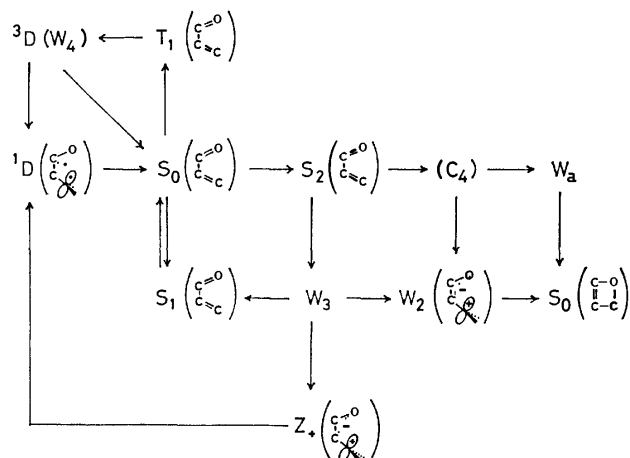 ³D (W₄) T₁ (C=O C C=C)
¹D (C O C C) S₀ (C=O C C=C) S₂ (C=O C C=C) (C₄) Wₐ
S₁ (C=O C C=C) W₃ W₂ (C O C − C +) S₀ (C O C C)
Z₊ (C O C − C +)